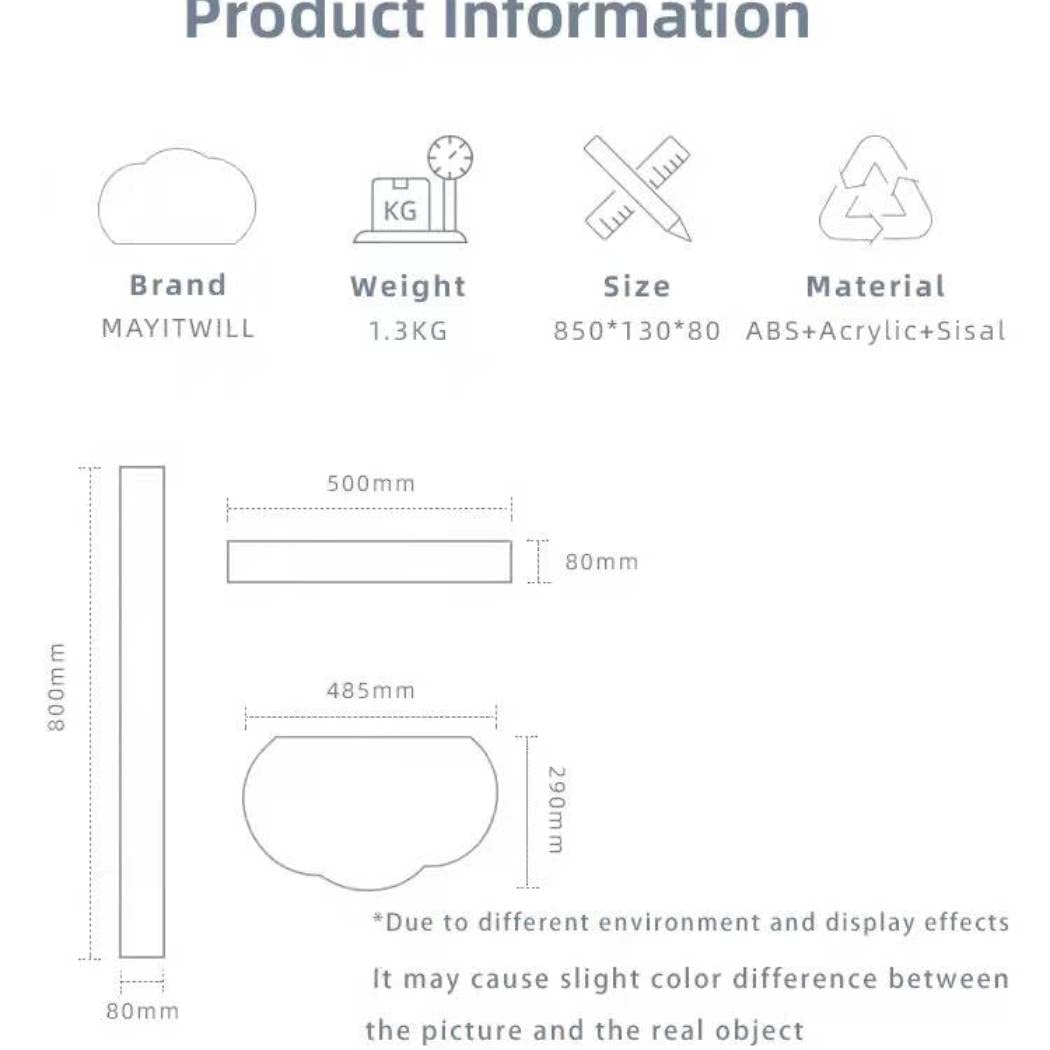 Product Information
KG
Brand
Weight
Size
Material
MAYITWILL
1.3KG
850*130*80
ABS+Acrylic+Sisal
500mm
80mm
800mm
485mm
290mm
80mm
*Due to different environment and display effects
It may cause slight color difference between
the picture and the real object